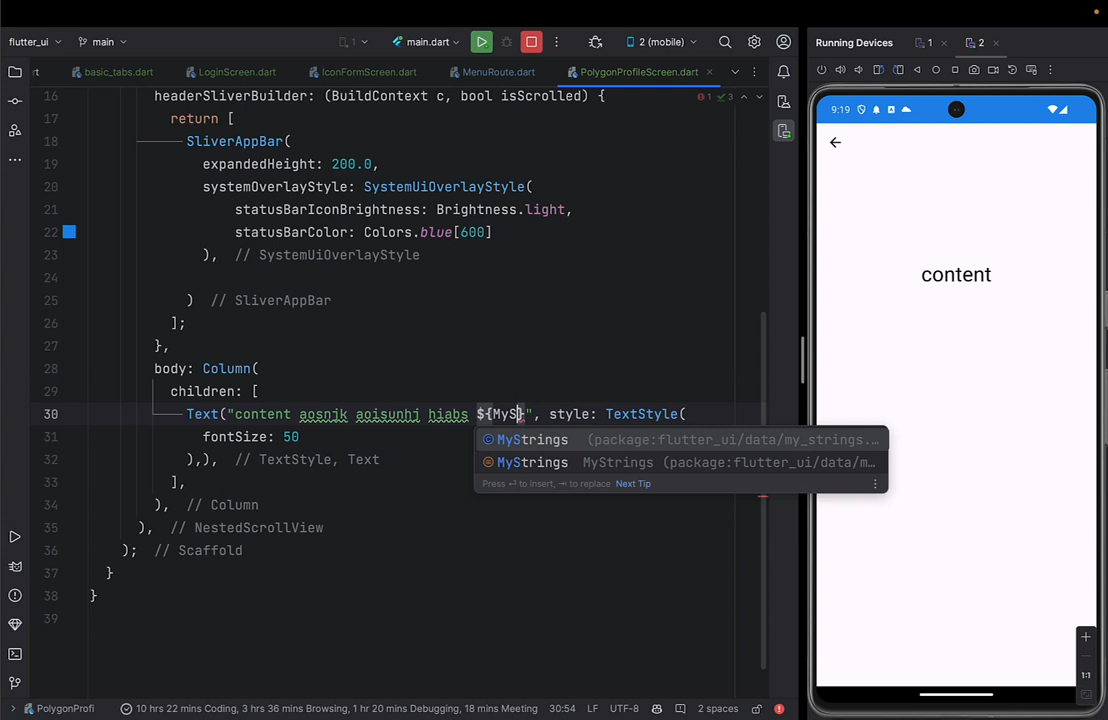 flutter_ui main 1 main.dart 2 (mobile) Running Devices 1 2
rt basic_tabs.dart LoginScreen.dart IconFormScreen.dart MenuRoute.dart PolygonProfileScreen.dart
16 headerSliverBuilder: (BuildContext c, bool isScrolled) { 1 3
17 return [
18 SliverAppBar(
19 expandedHeight: 200.0,
20 systemOverlayStyle: SystemUiOverlayStyle(
21 statusBarIconBrightness: Brightness.light,
22 statusBarColor: Colors.blue[600]
23 ), // SystemUiOverlayStyle
24
25 ) // SliverAppBar
26 ];
27 },
28 body: Column(
29 children: [
30 Text("content aosnjk aoisunhj hiabs ${MyS}", style: TextStyle(
31 fontSize: 50
32 ),), // TextStyle, Text
33 ],
34 ), // Column
35 ), // NestedScrollView
36 ); // Scaffold
37 }
38 }
39
MyStrings (package:flutter_ui/data/my_strings.…
MyStrings MyStrings (package:flutter_ui/data/m…
Press ⏎ to insert, ⇥ to replace Next Tip
9:19
content
1:1
PolygonProfi 10 hrs 22 mins Coding, 3 hrs 36 mins Browsing, 1 hr 20 mins Debugging, 18 mins Meeting 30:54 LF UTF-8 2 spaces